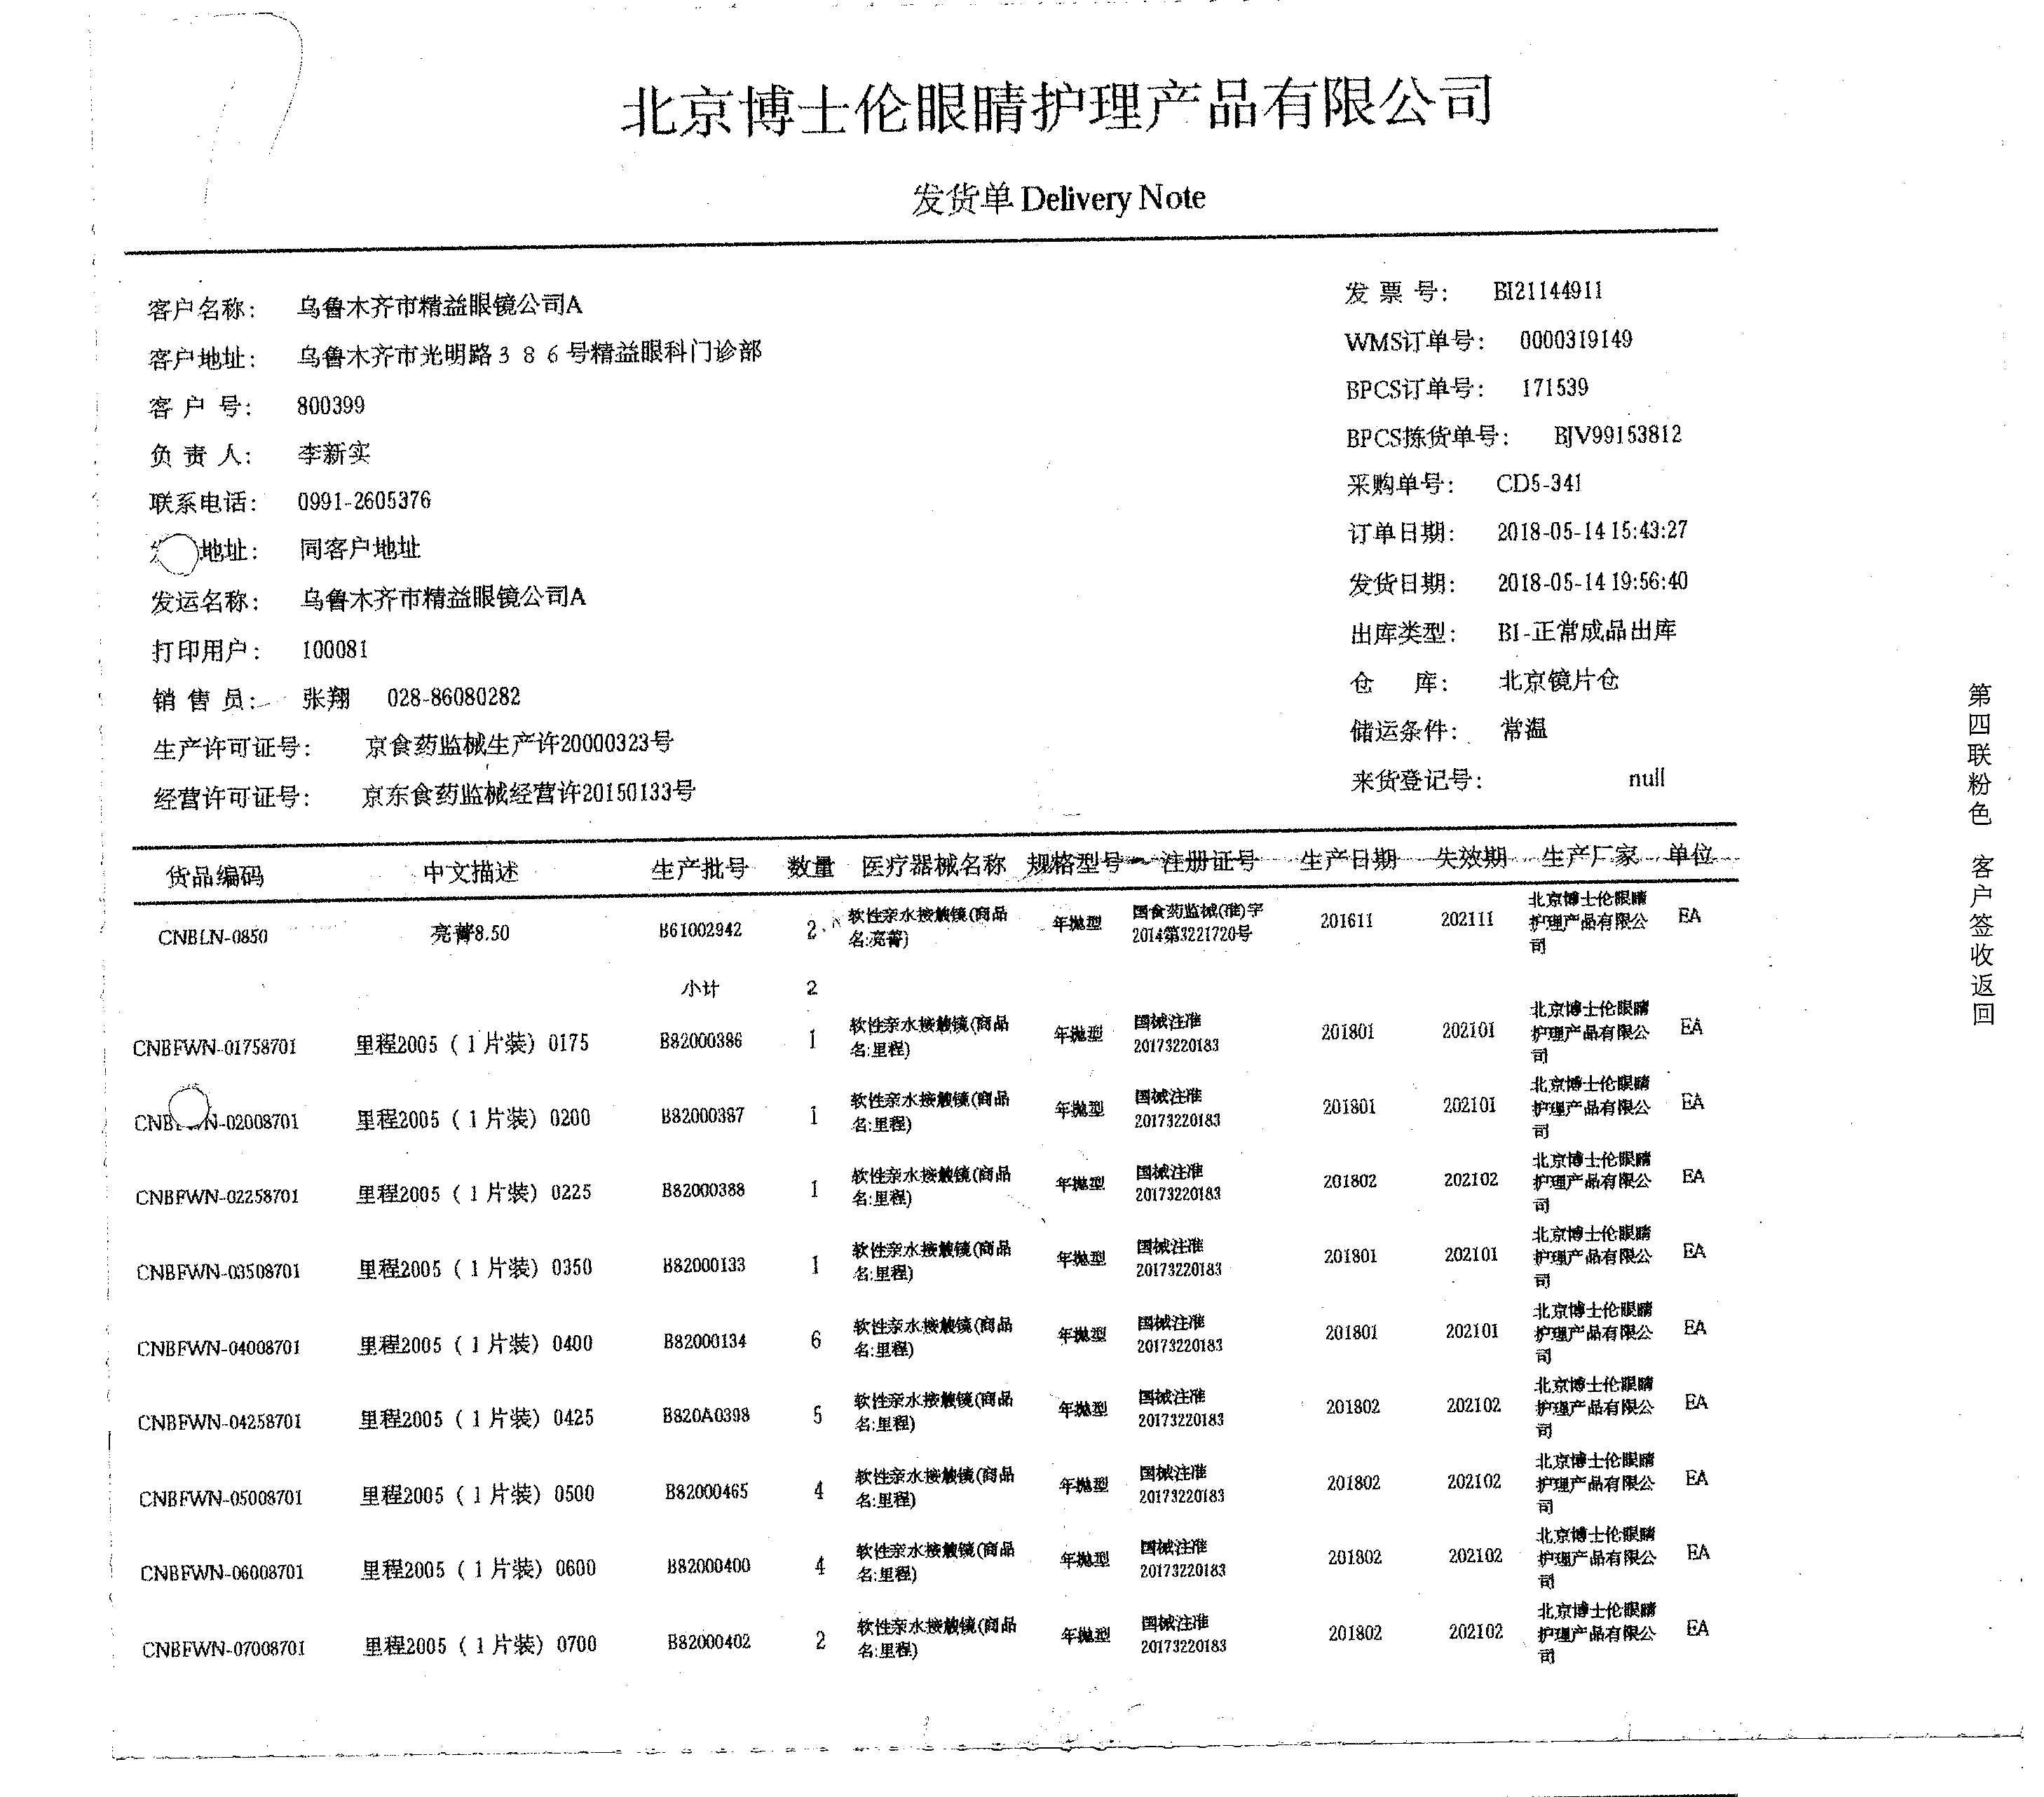 北京博士伦眼睛护理产品有限公司
发货单 Delivery Note
客户名称： 乌鲁木齐市精益眼镜公司A
客户地址： 乌鲁木齐市光明路３８６号精益眼科门诊部
客 户 号： 800399
负 责 人： 李新实
联系电话： 0991-2605376
地址： 同客户地址
发运名称： 乌鲁木齐市精益眼镜公司A
打印用户： 100081
销 售 员： 张翔 028-86080282
生产许可证号： 京食药监械生产许20000323号
经营许可证号： 京东食药监械经营许20150133号
发 票 号： BI21144911
WMS订单号： 0000319149
BPCS订单号： 171539
BPCS拣货单号： BJV99153812
采购单号： CD5-341
订单日期： 2018-05-14 15:43:27
发货日期： 2018-05-14 19:56:40
出库类型： BI-正常成品出库
仓 库： 北京镜片仓
储运条件： 常温
来货登记号： null
货品编码 中文描述 生产批号 数量 医疗器械名称 规格型号 注册证号 生产日期 失效期 生产厂家 单位
CNBLN-0850 亮菁8.50 B61002942 2 软性亲水接触镜(商品名:亮菁) 年抛型 国食药监械(准)字2014第3221720号 201611 202111 北京博士伦眼睛护理产品有限公司 EA
小计 2
CNBFWN-01758701 里程2005（1片装）0175 B82000386 1 软性亲水接触镜(商品名:里程) 年抛型 国械注准20173220183 201801 202101 北京博士伦眼睛护理产品有限公司 EA
CNB N-02008701 里程2005（1片装）0200 B82000387 1 软性亲水接触镜(商品名:里程) 年抛型 国械注准20173220183 201801 202101 北京博士伦眼睛护理产品有限公司 EA
CNBFWN-02258701 里程2005（1片装）0225 B82000388 1 软性亲水接触镜(商品名:里程) 年抛型 国械注准20173220183 201802 202102 北京博士伦眼睛护理产品有限公司 EA
CNBFWN-03508701 里程2005（1片装）0350 B82000133 1 软性亲水接触镜(商品名:里程) 年抛型 国械注准20173220183 201801 202101 北京博士伦眼睛护理产品有限公司 EA
CNBFWN-04008701 里程2005（1片装）0400 B82000134 6 软性亲水接触镜(商品名:里程) 年抛型 国械注准20173220183 201801 202101 北京博士伦眼睛护理产品有限公司 EA
CNBFWN-04258701 里程2005（1片装）0425 B820A0398 5 软性亲水接触镜(商品名:里程) 年抛型 国械注准20173220183 201802 202102 北京博士伦眼睛护理产品有限公司 EA
CNBFWN-05008701 里程2005（1片装）0500 B82000465 4 软性亲水接触镜(商品名:里程) 年抛型 国械注准20173220183 201802 202102 北京博士伦眼睛护理产品有限公司 EA
CNBFWN-06008701 里程2005（1片装）0600 B82000400 4 软性亲水接触镜(商品名:里程) 年抛型 国械注准20173220183 201802 202102 北京博士伦眼睛护理产品有限公司 EA
CNBFWN-07008701 里程2005（1片装）0700 B82000402 2 软性亲水接触镜(商品名:里程) 年抛型 国械注准20173220183 201802 202102 北京博士伦眼睛护理产品有限公司 EA
第四联粉色 客户签收返回